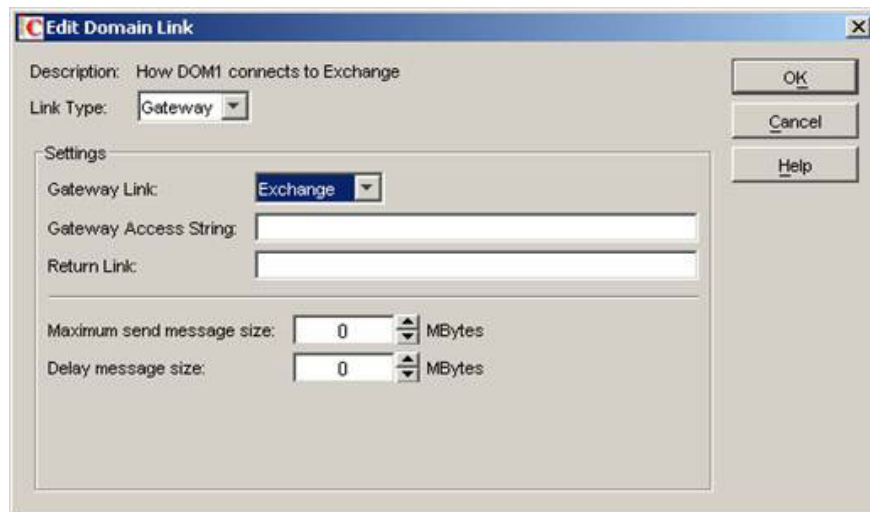 Edit Domain Link
Description: How DOM1 connects to Exchange
Link Type: Gateway
OK
Cancel
Help
Settings
Gateway Link: Exchange
Gateway Access String:
Return Link:
Maximum send message size: 0 MBytes
Delay message size: 0 MBytes